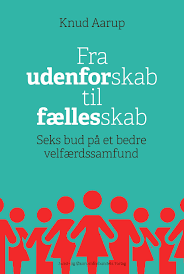 Knud Aarup
Fra
udenforskab
til
fællesskab
Seks bud på et bedre
velfærdssamfund